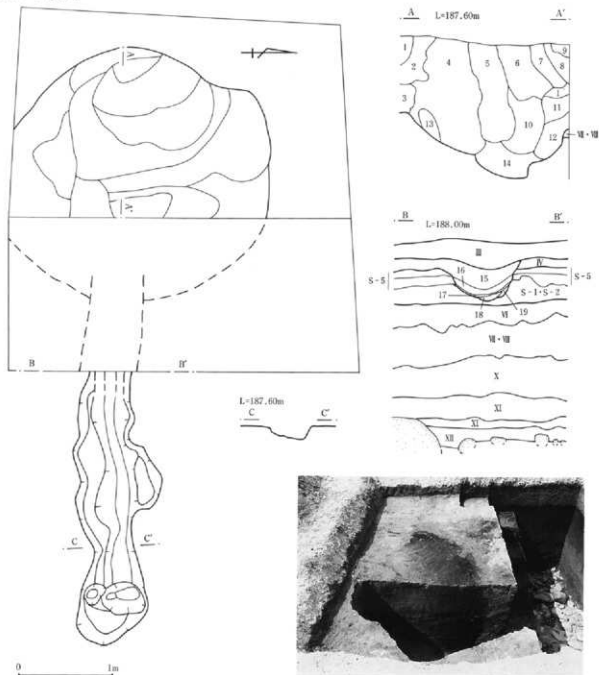 A L=187.60m A'
1 2 3 4 5 6 7 8 9 1 10 11 12 13 14
Ⅶ+Ⅷ
A A'
B L=188.00m B'
Ⅲ Ⅳ
S-5 16 15 S-5
17 S-1+S-2
18 Ⅵ 19
Ⅶ+Ⅷ
Ⅹ
Ⅺ
Ⅺ'
Ⅻ
B B'
L=187.60m
C C'
C C'
0 1m